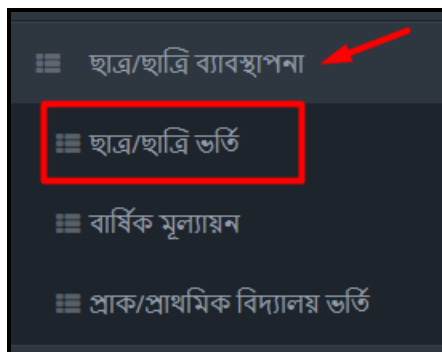 ছাত্র/ছাত্রি ব্যাবস্থাপনা
ছাত্র/ছাত্রি ভর্তি
বার্ষিক মূল্যায়ন
প্রাক/প্রাথমিক বিদ্যালয় ভর্তি